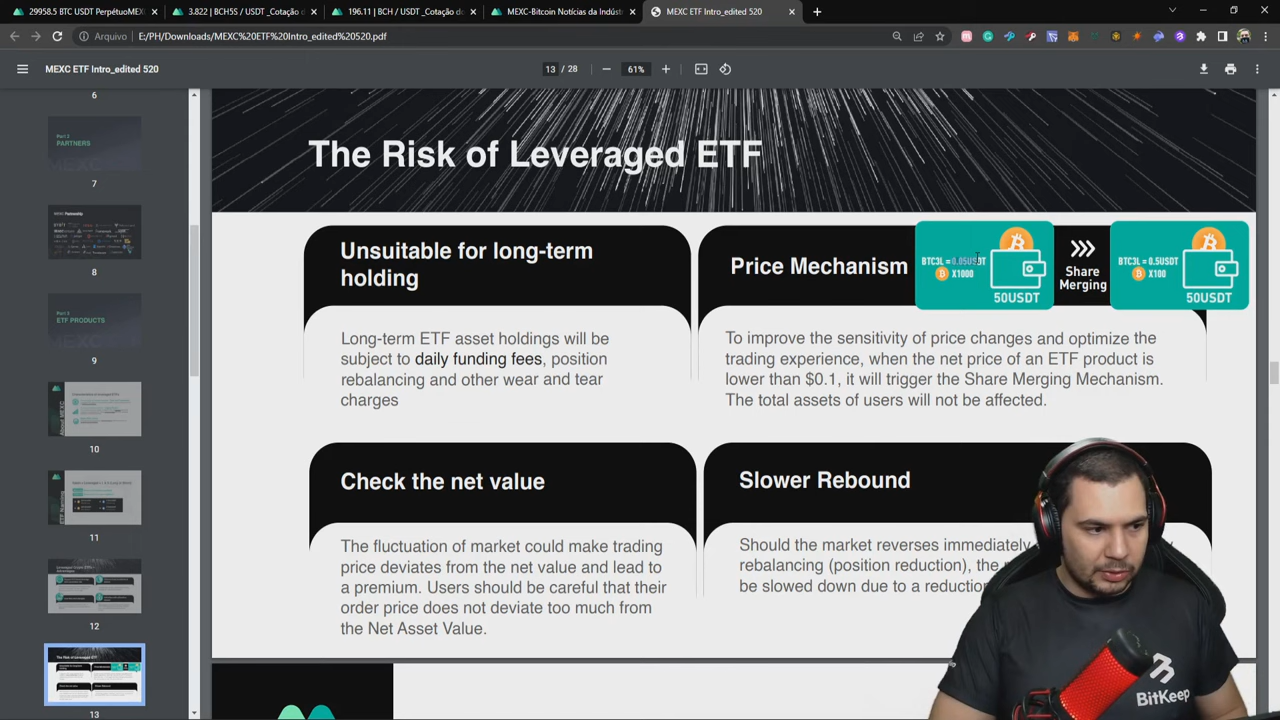 29958.5 BTC USDT PerpétuoMEX
3.822 | BCH5S / USDT _Cotação d
196.11 | BCH / USDT _Cotação do
MEXC-Bitcoin Notícias da Indúst
MEXC ETF Intro_edited 520
Arquivo
E:/PH/Downloads/MEXC%20ETF%20Intro_edited%20520.pdf
MEXC ETF Intro_edited 520
13 / 28
61%
6
Part 2
PARTNERS
7
8
Part 3
ETF PRODUCTS
9
10
11
12
13
The Risk of Leveraged ETF
Unsuitable for long-term
holding
Long-term ETF asset holdings will be
subject to daily funding fees, position
rebalancing and other wear and tear
charges
Price Mechanism
BTC3L = 0.05USDT
X1000
50USDT
Share
Merging
BTC3L = 0.5USDT
X100
50USDT
To improve the sensitivity of price changes and optimize the
trading experience, when the net price of an ETF product is
lower than $0.1, it will trigger the Share Merging Mechanism.
The total assets of users will not be affected.
Check the net value
The fluctuation of market could make trading
price deviates from the net value and lead to
a premium. Users should be careful that their
order price does not deviate too much from
the Net Asset Value.
Slower Rebound
Should the market reverses immediately
rebalancing (position reduction), the
be slowed down due to a reduction
BitKeep